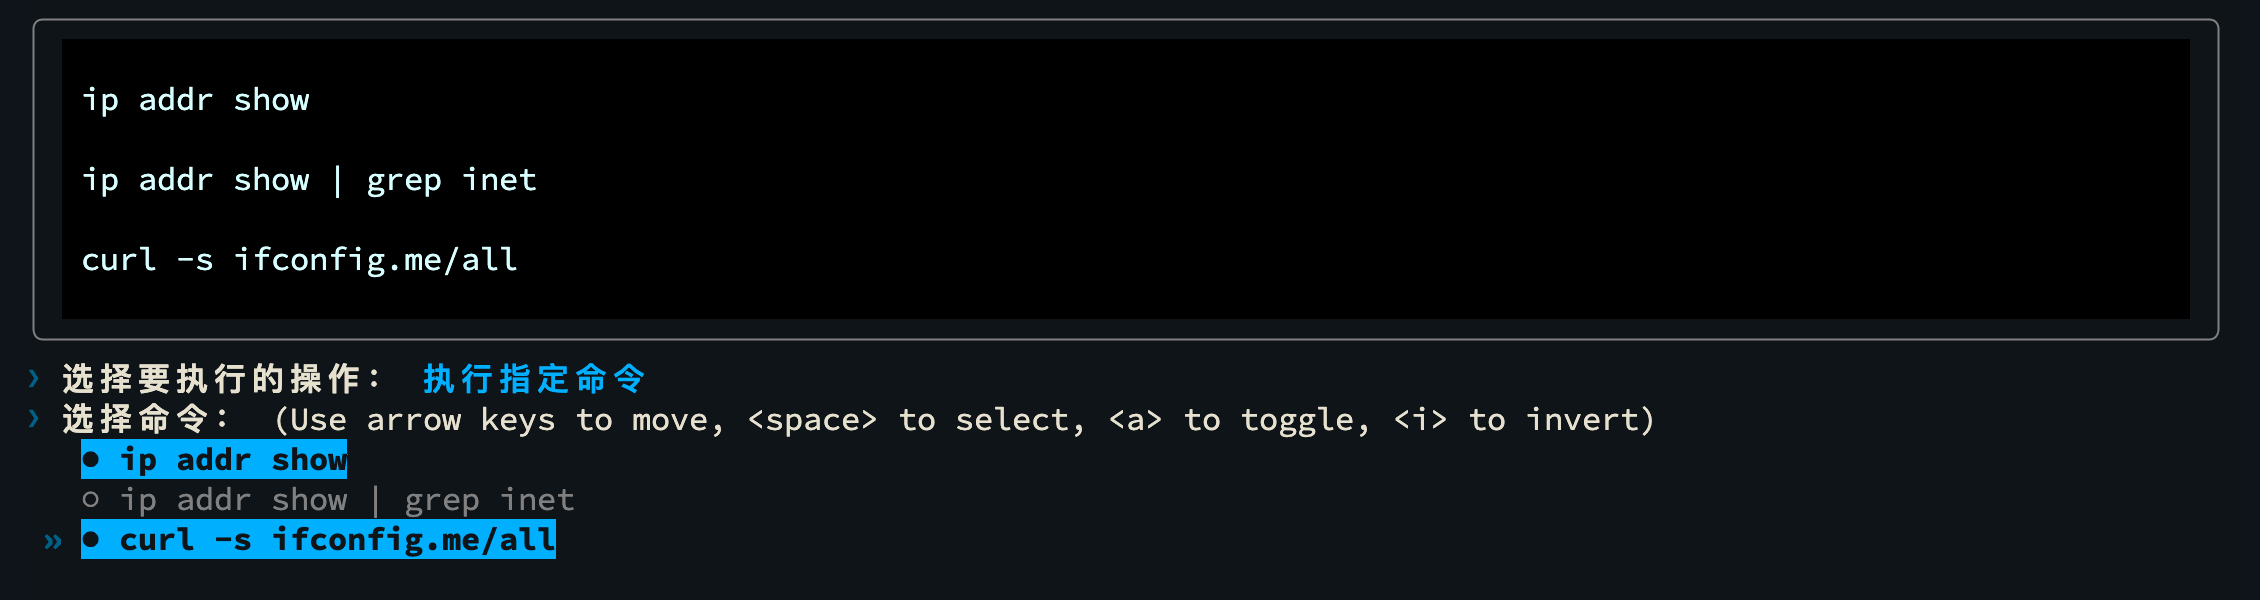 ip addr show
ip addr show | grep inet
curl -s ifconfig.me/all
❯ 选择要执行的操作： 执行指定命令
❯ 选择命令： (Use arrow keys to move, <space> to select, <a> to toggle, <i> to invert)
● ip addr show
○ ip addr show | grep inet
» ● curl -s ifconfig.me/all